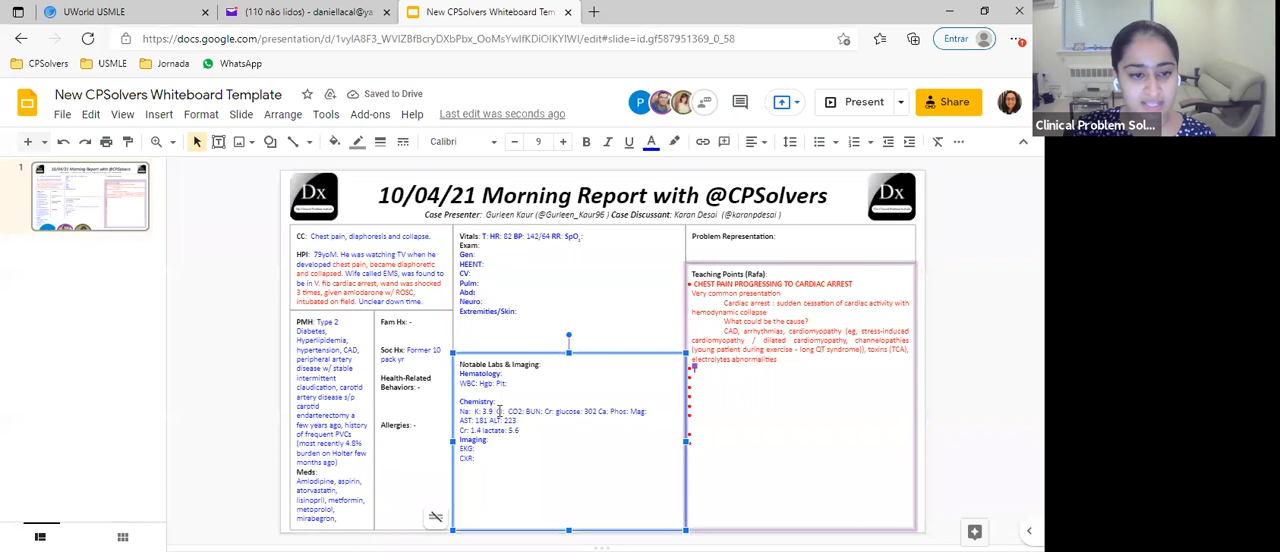 UWorld USMLE
(110 não lidos) - daniellacal@ya
New CPSolvers Whiteboard Tem
https://docs.google.com/presentation/d/
CPSolvers
USMLE
Jornada
WhatsApp
Entrar
New CPSolvers Whiteboard Template
Saved to Drive
File Edit View Insert Format Slide Arrange Tools Add-ons Help Last edit was seconds ago
P
Present
Share
Calibri
9
Clinical Problem Sol...
1
Dx
10/04/21 Morning Report with @CPSolvers
Case Presenter: Gurleen Kaur (@Gurleen_Kaur96) Case Discussant: Karan Desai (@karanpdesai)
Dx
CC: Chest pain, diaphoresis and collapse.
HPI: 79yoM. He was watching TV when he
developed chest pain, became diaphoretic
and collapsed. Wife called EMS, was found to
be in V. fib cardiac arrest, wand was shocked
3 times, given amiodarone w/ ROSC,
intubated on field. Unclear down time.
PMH: Type 2
Diabetes,
Hyperlipidemia,
hypertension, CAD,
peripheral artery
disease w/ stable
intermittent
claudication, carotid
artery disease s/p
carotid
endarterectomy a
few years ago, history
of frequent PVCs
(most recently 4.8%
burden on Holter few
months ago)
Meds:
Amlodipine, aspirin,
atorvastatin,
lisinopril, metformin,
metoprolol,
mirabegron,
Fam Hx: -
Soc Hx: Former 10
pack yr
Health-Related
Behaviors: -
Allergies: -
Vitals: T: HR: 82 BP: 142/64 RR: SpO2:
Exam:
Gen:
HEENT:
CV:
Pulm:
Abd:
Neuro:
Extremities/Skin:
Notable Labs & Imaging:
Hematology:
WBC: Hgb: Plt:
Chemistry:
Na: K: 3.9 Cl: CO2: BUN: Cr: glucose: 302 Ca: Phos: Mag:
AST: 181 ALT: 223
Cr: 1.4 lactate: 5.6
Imaging:
EKG:
CXR:
Problem Representation:
Teaching Points (Rafa):
CHEST PAIN PROGRESSING TO CARDIAC ARREST
Very common presentation
Cardiac arrest : sudden cessation of cardiac activity with
hemodynamic collapse
What could be the cause?
CAD, arrhythmias, cardiomyopathy (eg, stress-induced
cardiomyopathy / dilated cardiomyopathy, channelopathies
(young patient during exercise - long QT syndrome)), toxins (TCA),
electrolytes abnormalities